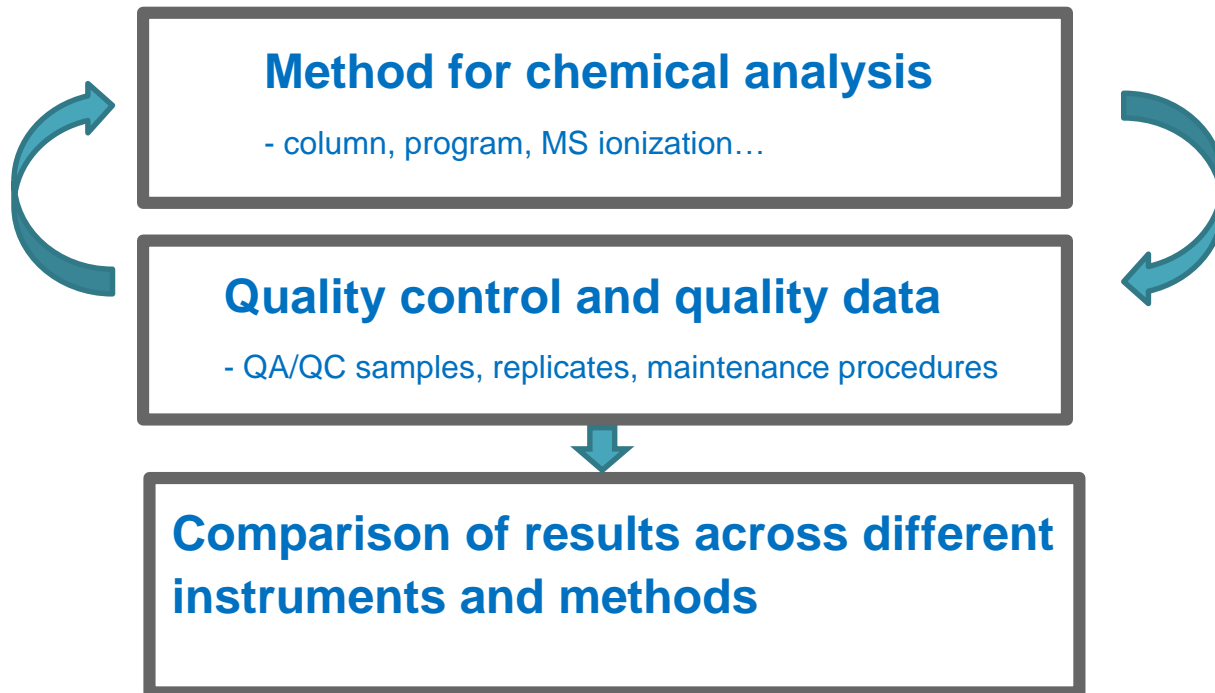 Method for chemical analysis
- column, program, MS ionization…
Quality control and quality data
- QA/QC samples, replicates, maintenance procedures
Comparison of results across different
instruments and methods